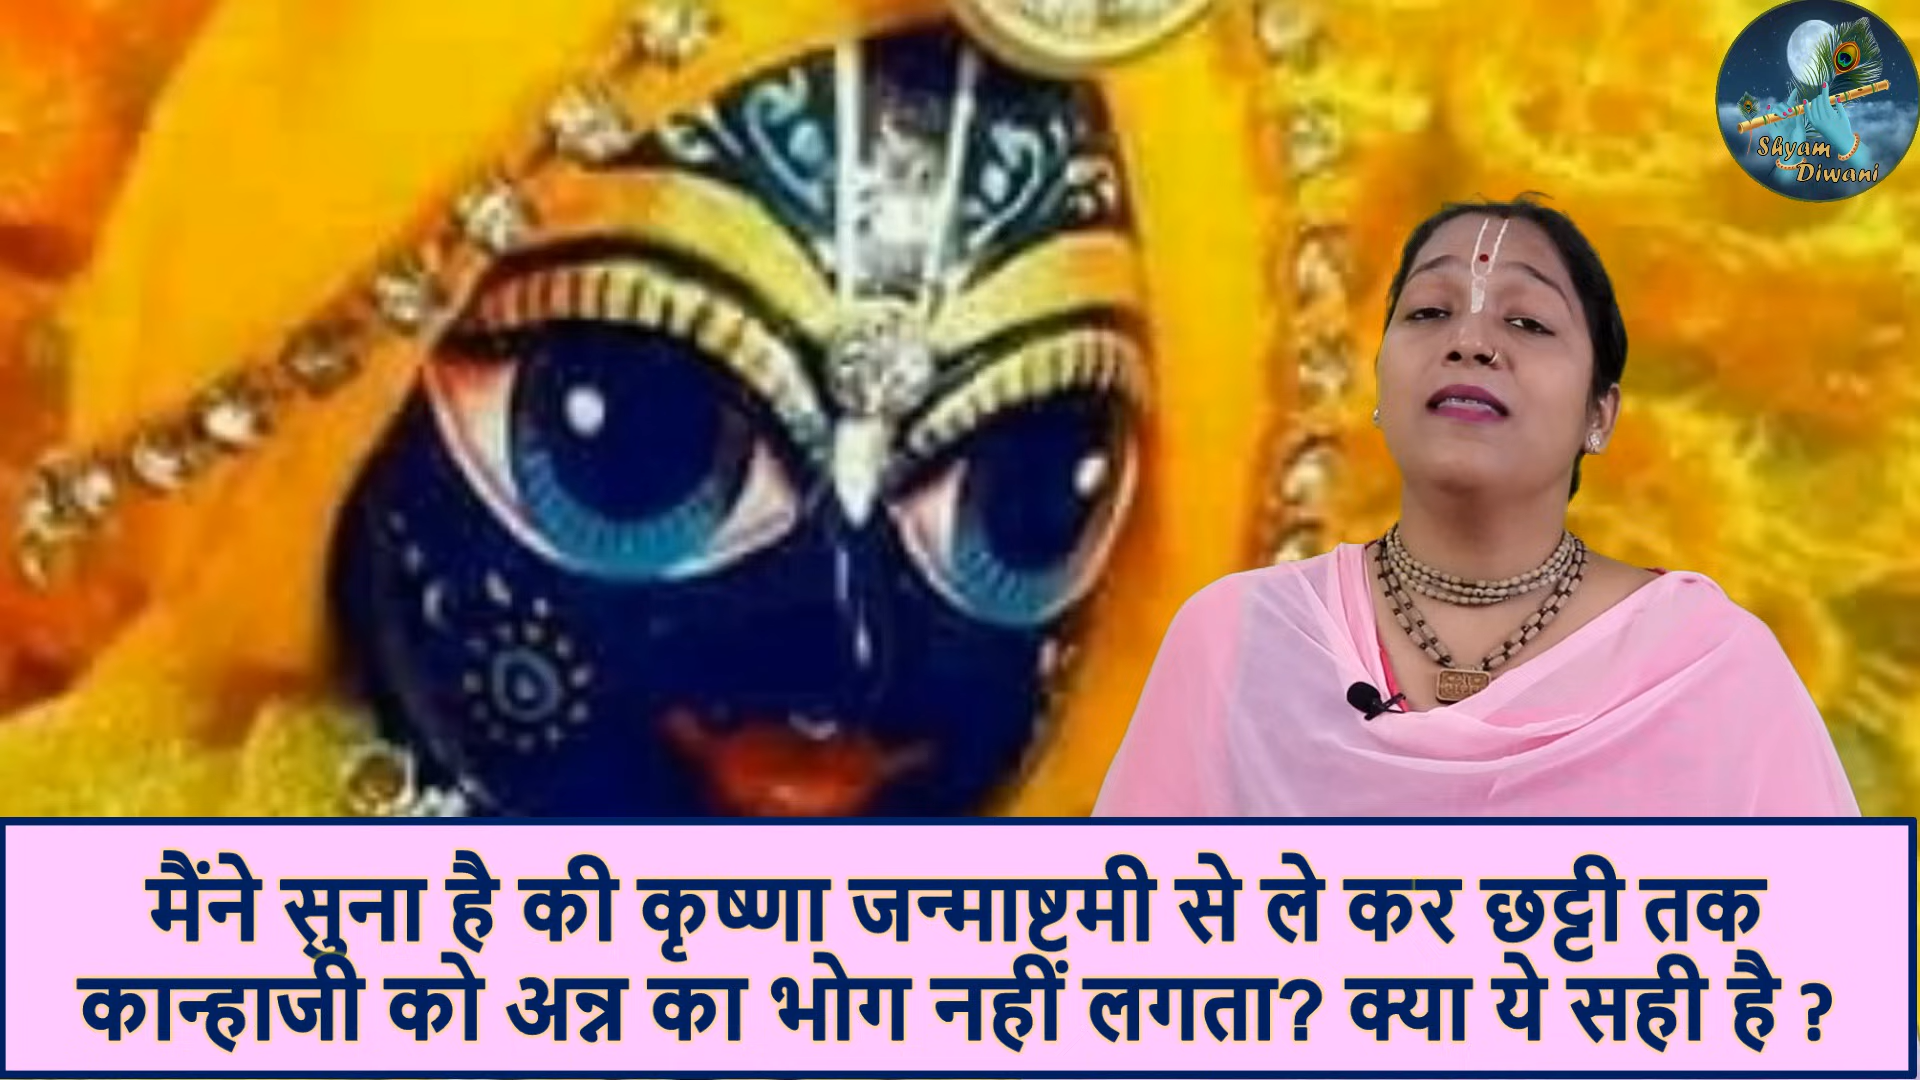 Shyam
Diwani
मैंने सुना है की कृष्णा जन्माष्टमी से ले कर छट्टी तक
कान्हाजी को अन्न का भोग नहीं लगता? क्या ये सही है ?